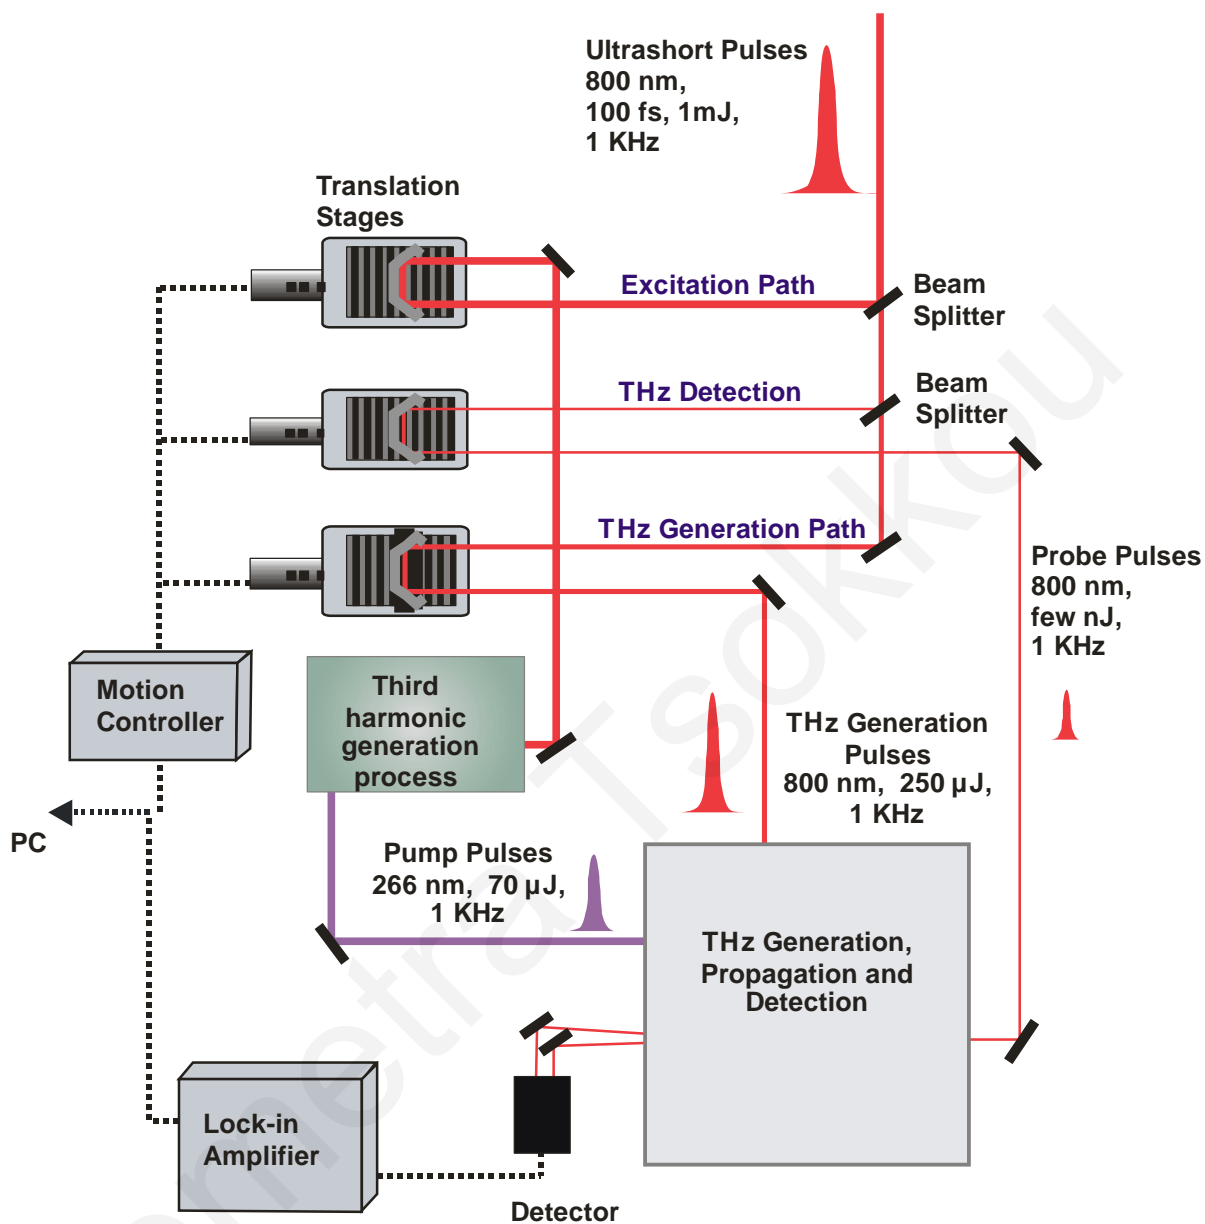 Ultrashort Pulses
800 nm,
100 fs, 1mJ,
1 KHz
Translation
Stages
Excitation Path
Beam
Splitter
THz Detection
Beam
Splitter
THz Generation Path
Probe Pulses
800 nm,
few nJ,
1 KHz
Motion
Controller
Third
harmonic
generation
process
THz Generation
Pulses
800 nm, 250 µJ,
1 KHz
PC
Pump Pulses
266 nm, 70 µJ,
1 KHz
THz Generation,
Propagation and
Detection
Lock-in
Amplifier
Detector
ometra Tsokkou